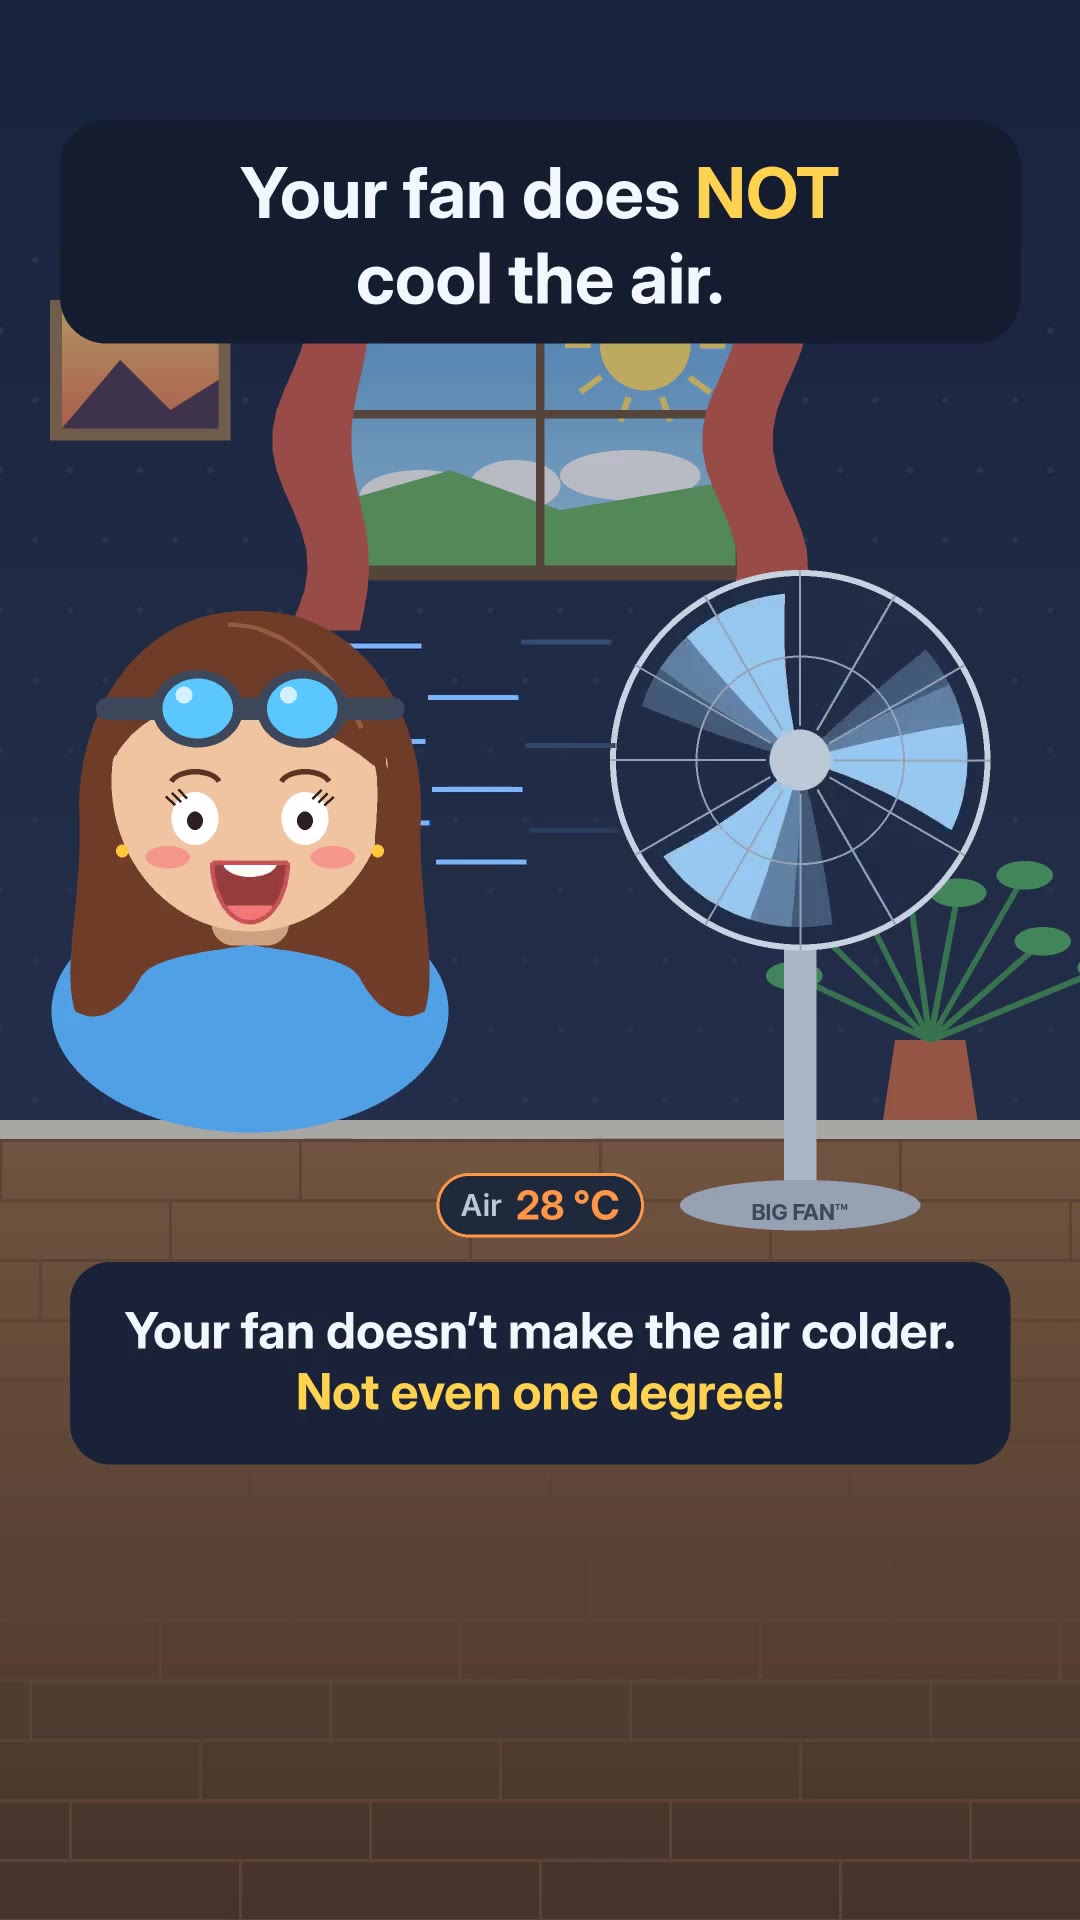 Your fan does NOT
cool the air.
Air 28 °C
BIG FAN™
Your fan doesn’t make the air colder.
Not even one degree!